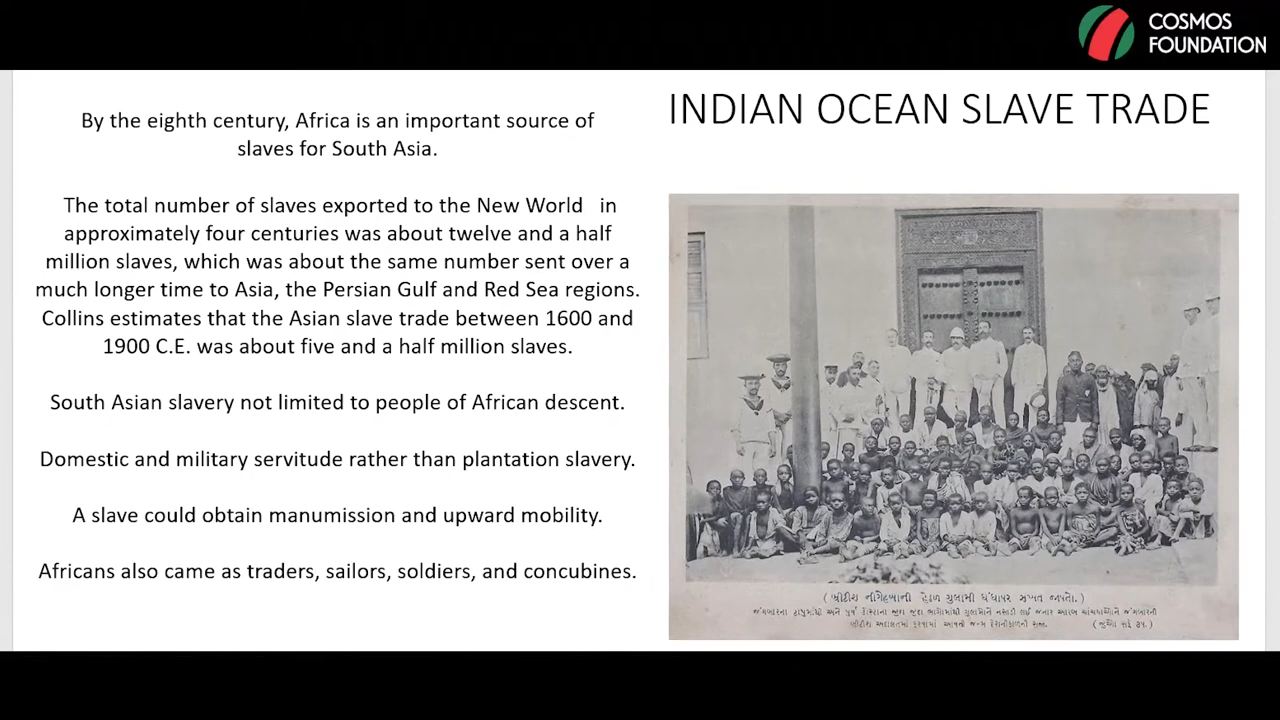 COSMOS
FOUNDATION
INDIAN OCEAN SLAVE TRADE
By the eighth century, Africa is an important source of
slaves for South Asia.
The total number of slaves exported to the New World in
approximately four centuries was about twelve and a half
million slaves, which was about the same number sent over a
much longer time to Asia, the Persian Gulf and Red Sea regions.
Collins estimates that the Asian slave trade between 1600 and
1900 C.E. was about five and a half million slaves.
South Asian slavery not limited to people of African descent.
Domestic and military servitude rather than plantation slavery.
A slave could obtain manumission and upward mobility.
Africans also came as traders, sailors, soldiers, and concubines.
ગુલામી ધંધાપર સખત જપતી.)